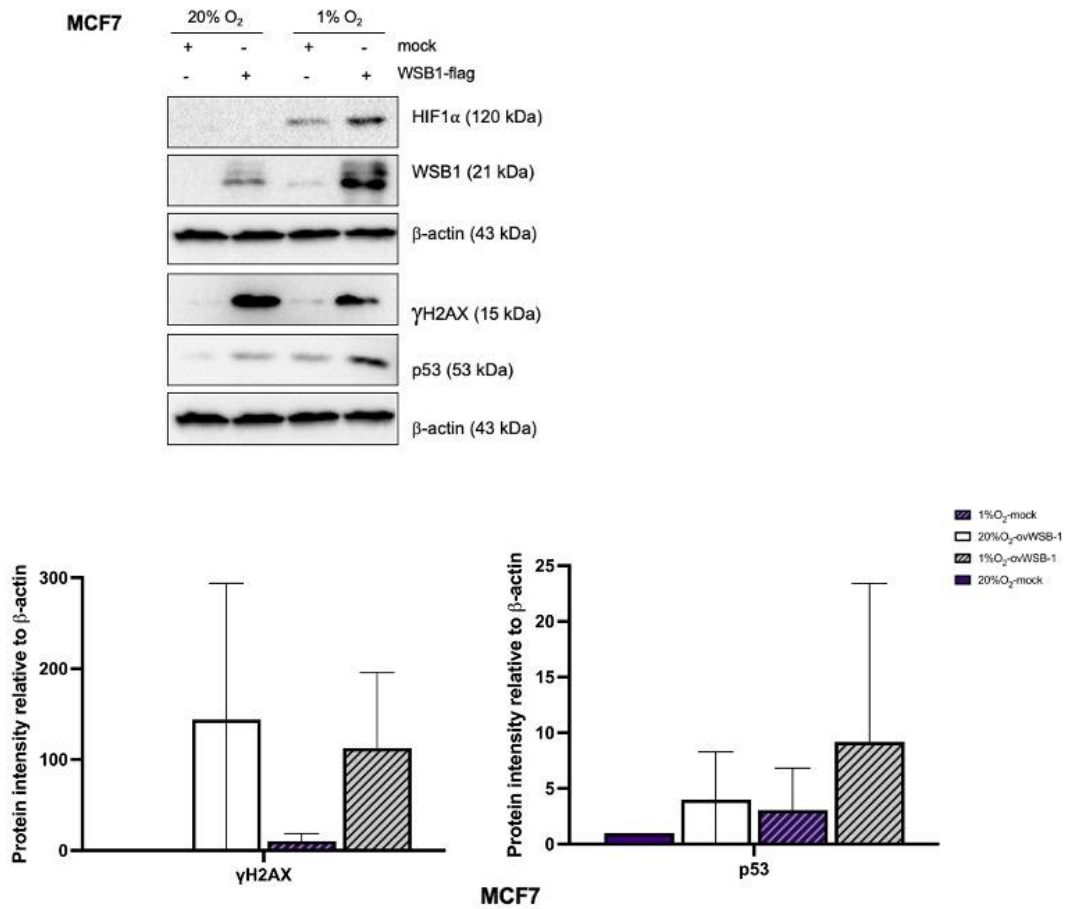 MCF7
20% O₂ 1% O₂
+ - + - mock
- + - + WSB1-flag
HIF1α (120 kDa)
WSB1 (21 kDa)
β-actin (43 kDa)
γH2AX (15 kDa)
p53 (53 kDa)
β-actin (43 kDa)
1%O₂-mock
20%O₂-ovWSB-1
1%O₂-ovWSB-1
20%O₂-mock
Protein intensity relative to β-actin
300
200
100
0
γH2AX
Protein intensity relative to β-actin
25
20
15
10
5
0
p53
MCF7